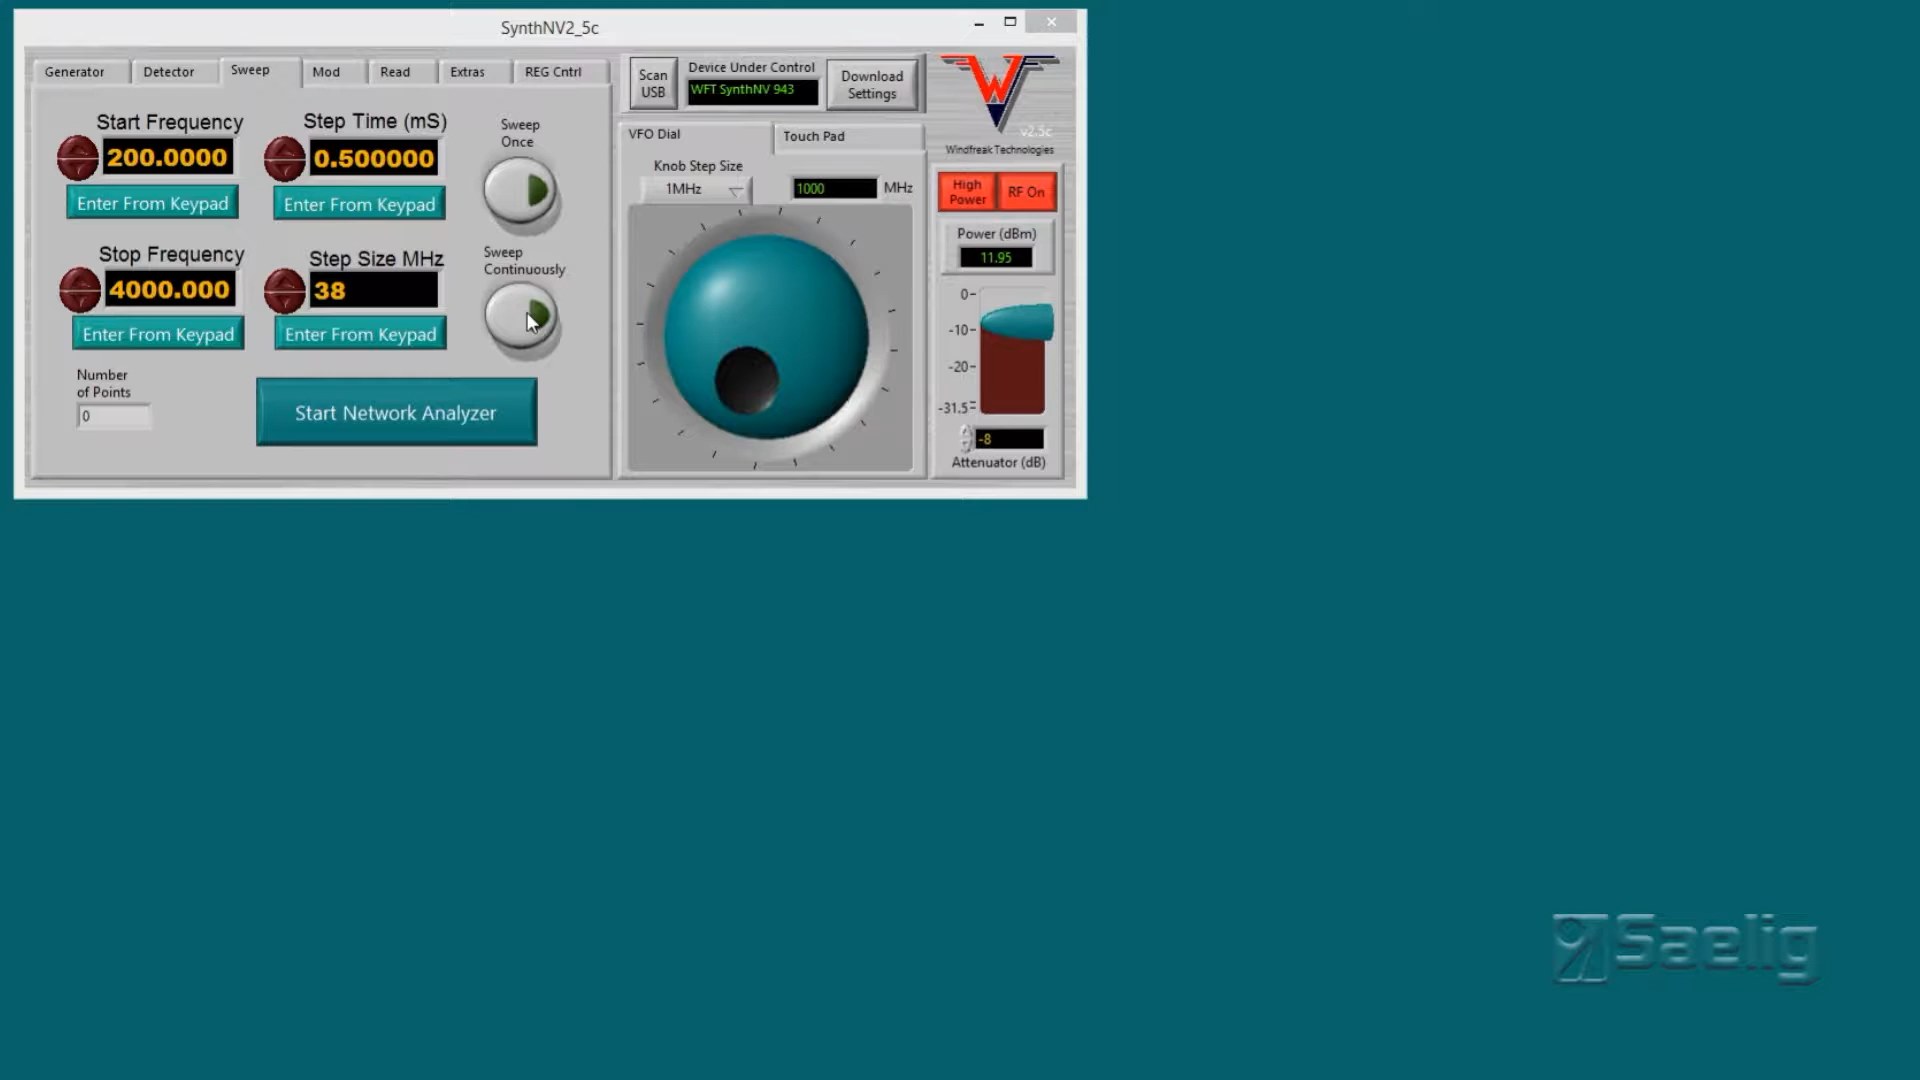 SynthNV2_5c
Generator
Detector
Sweep
Mod
Read
Extras
REG Cntrl
Start Frequency
200.0000
Enter From Keypad
Step Time (mS)
0.500000
Enter From Keypad
Sweep
Once
Stop Frequency
4000.000
Enter From Keypad
Step Size MHz
38
Enter From Keypad
Sweep
Continuously
Number
of Points
0
Start Network Analyzer
Scan
USB
Device Under Control
WFT SynthNV 943
Download
Settings
VFO Dial
Touch Pad
Knob Step Size
1MHz
1000
MHz
W
v2.5c
Windfreak Technologies
High
Power
RF On
Power (dBm)
11.95
0-
-10-
-20-
-31.5-
-8
Attenuator (dB)
Saelig